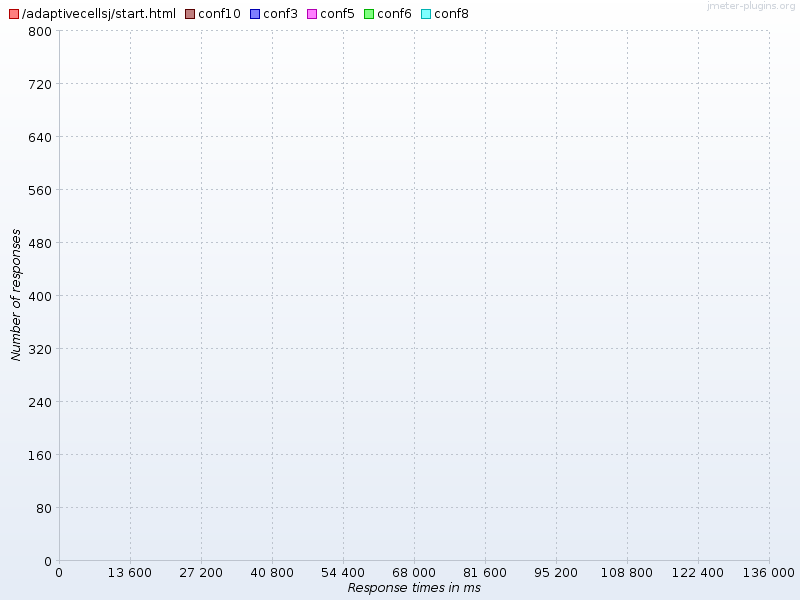 jmeter-plugins.org
/adaptivecellsj/start.html conf10 conf3 conf5 conf6 conf8
800
720
640
560
480
400
320
240
160
80
0
Number of responses
0 13 600 27 200 40 800 54 400 68 000 81 600 95 200 108 800 122 400 136 000
Response times in ms